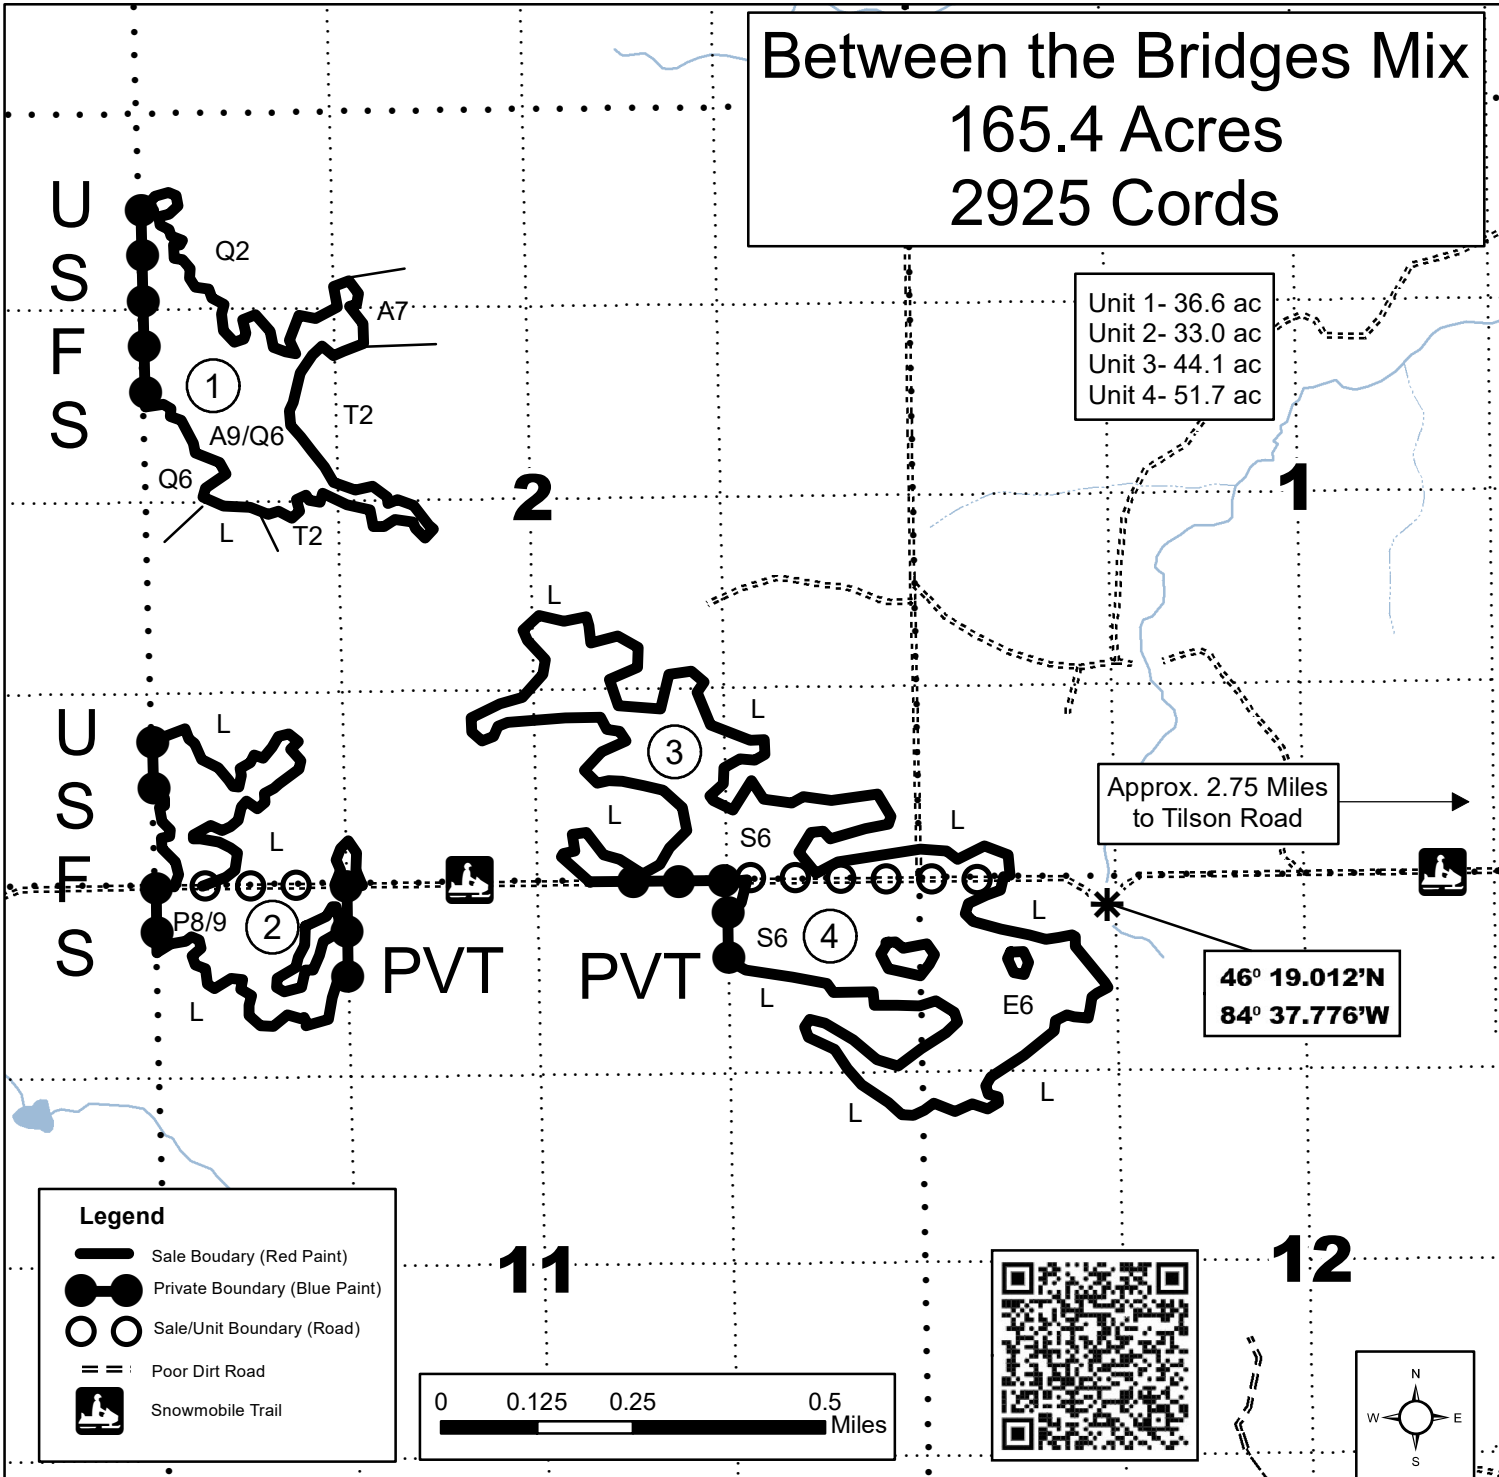 Between the Bridges Mix
165.4 Acres
2925 Cords
Unit 1- 36.6 ac
Unit 2- 33.0 ac
Unit 3- 44.1 ac
Unit 4- 51.7 ac
U
S
F
S
Q2
A7
1
T2
A9/Q6
Q6
L
T2
2
1
L
U
S
F
S
L
L
P8/9
2
L
PVT
L
3
L
S6
L
PVT
S6
4
L
L
E6
L
L
Approx. 2.75 Miles
to Tilson Road
46⁰ 19.012’N
84⁰ 37.776’W
11
12
Legend
Sale Boudary (Red Paint)
Private Boundary (Blue Paint)
Sale/Unit Boundary (Road)
Poor Dirt Road
Snowmobile Trail
0 0.125 0.25 0.5
Miles
N
W E
S